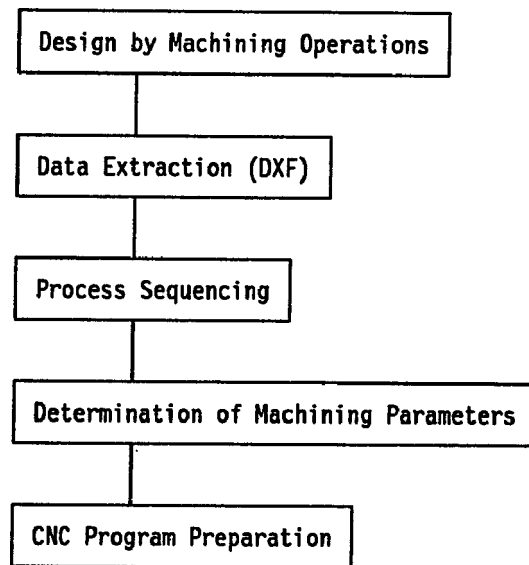 Design by Machining Operations
Data Extraction (DXF)
Process Sequencing
Determination of Machining Parameters
CNC Program Preparation